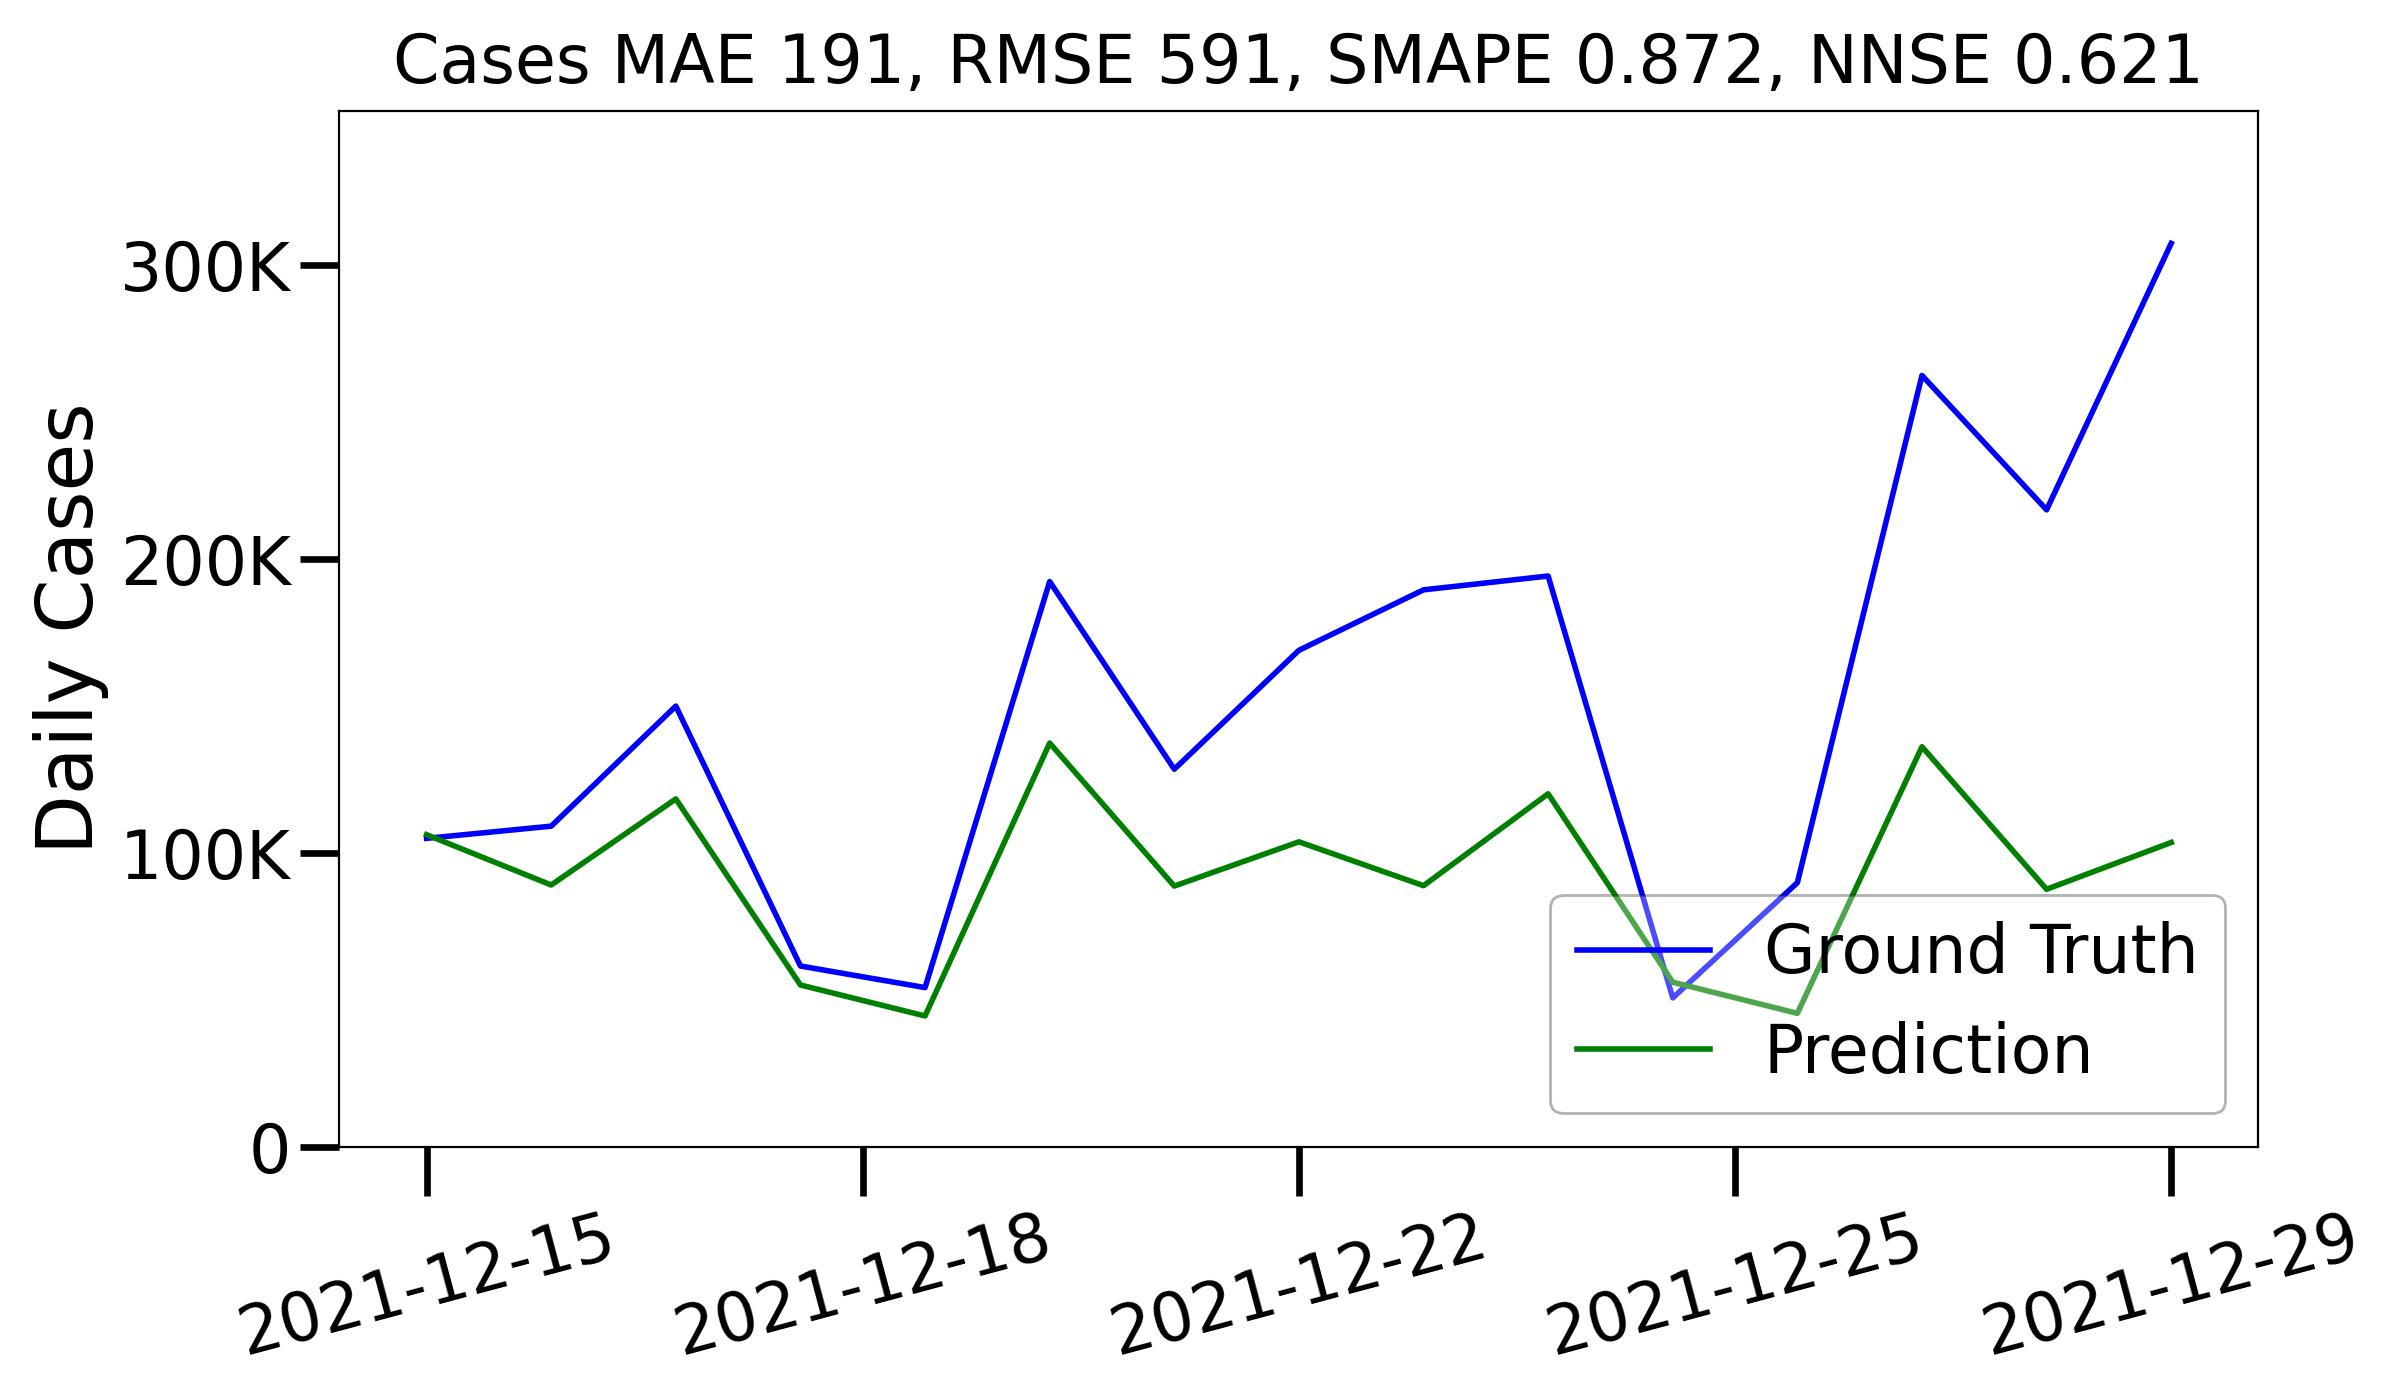 Cases MAE 191, RMSE 591, SMAPE 0.872, NNSE 0.621
Daily Cases
300K
200K
100K
0
Ground Truth
Prediction
2021-12-15
2021-12-18
2021-12-22
2021-12-25
2021-12-29